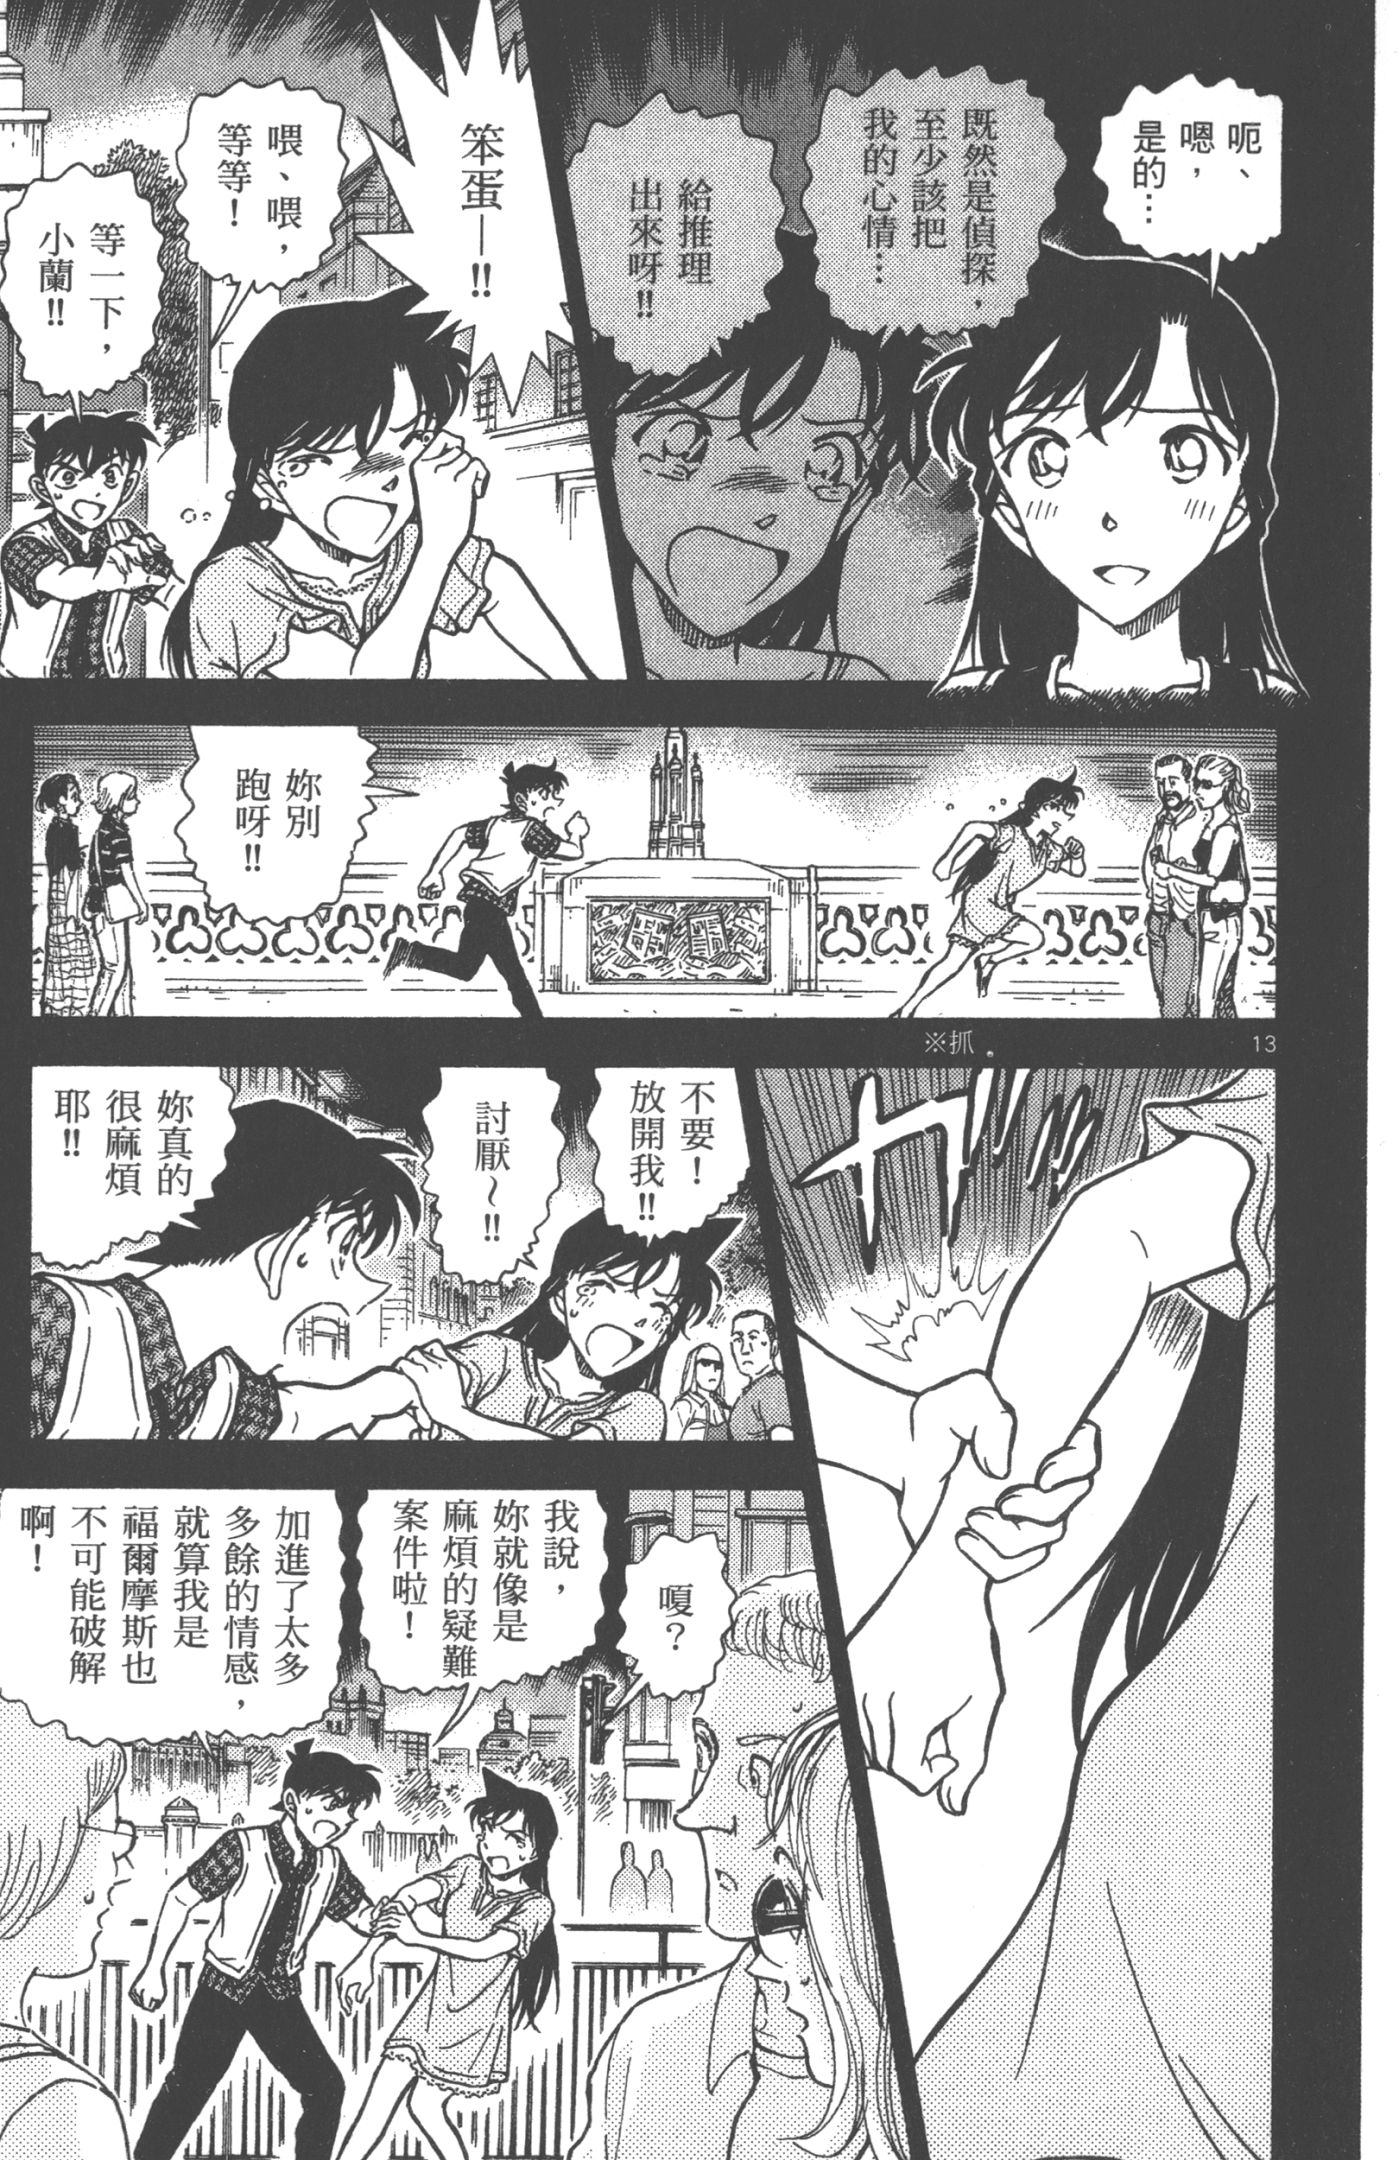 呃、
嗯，
是的…
既然是偵探，
至少該把
我的心情…
給推理
出來呀!!
笨蛋—!!
喂、喂，
等等！
等一下，
小蘭!!
妳別
跑呀!!
※抓
13
ガッ
不要！
放開我!!
討厭～!!
妳真的
很麻煩
耶!!
嗄？
我說，
妳就像是
麻煩的疑難
案件啦！
加進了太多
多餘的情感，
就算我是
福爾摩斯也
不可能破解
啊！